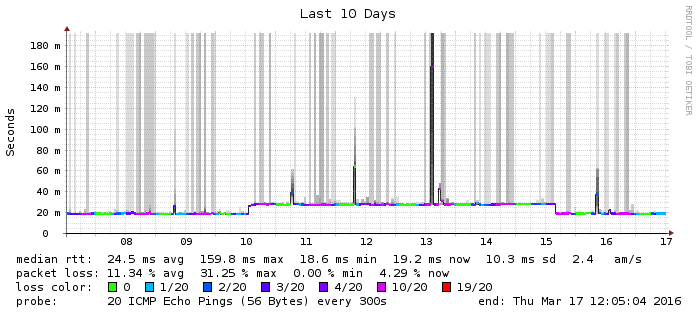 Last 10 Days
RRDTOOL / TOBI OETIKER
Seconds
180 m
160 m
140 m
120 m
100 m
80 m
60 m
40 m
20 m
0
08 09 10 11 12 13 14 15 16 17
median rtt: 24.5 ms avg 159.8 ms max 18.6 ms min 19.2 ms now 10.3 ms sd 2.4 am/s
packet loss: 11.34 % avg 31.25 % max 0.00 % min 4.29 % now
loss color: 0 1/20 2/20 3/20 4/20 10/20 19/20
probe: 20 ICMP Echo Pings (56 Bytes) every 300s end: Thu Mar 17 12:05:04 2016